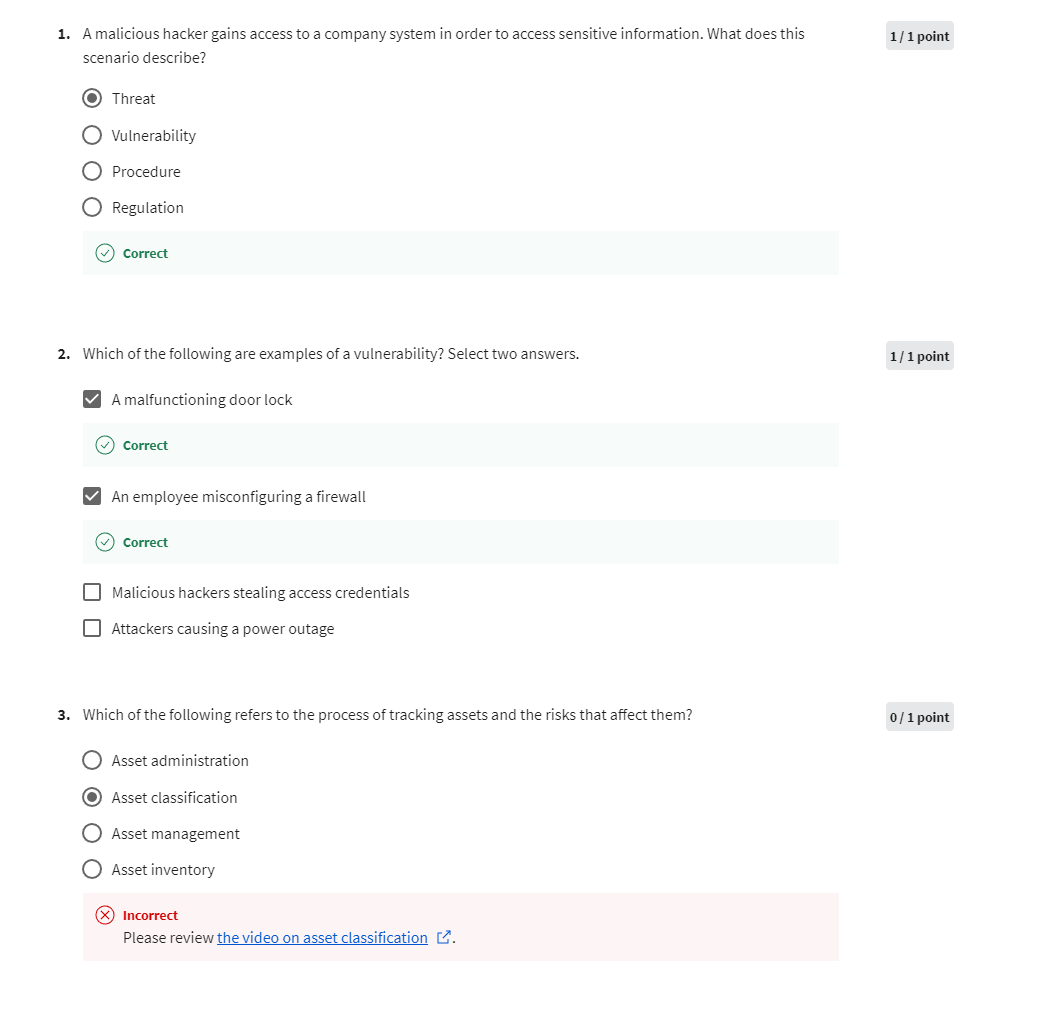 1. A malicious hacker gains access to a company system in order to access sensitive information. What does this
scenario describe?
1 / 1 point
Threat
Vulnerability
Procedure
Regulation
Correct
2. Which of the following are examples of a vulnerability? Select two answers.
1 / 1 point
A malfunctioning door lock
Correct
An employee misconfiguring a firewall
Correct
Malicious hackers stealing access credentials
Attackers causing a power outage
3. Which of the following refers to the process of tracking assets and the risks that affect them?
0 / 1 point
Asset administration
Asset classification
Asset management
Asset inventory
Incorrect
Please review the video on asset classification .